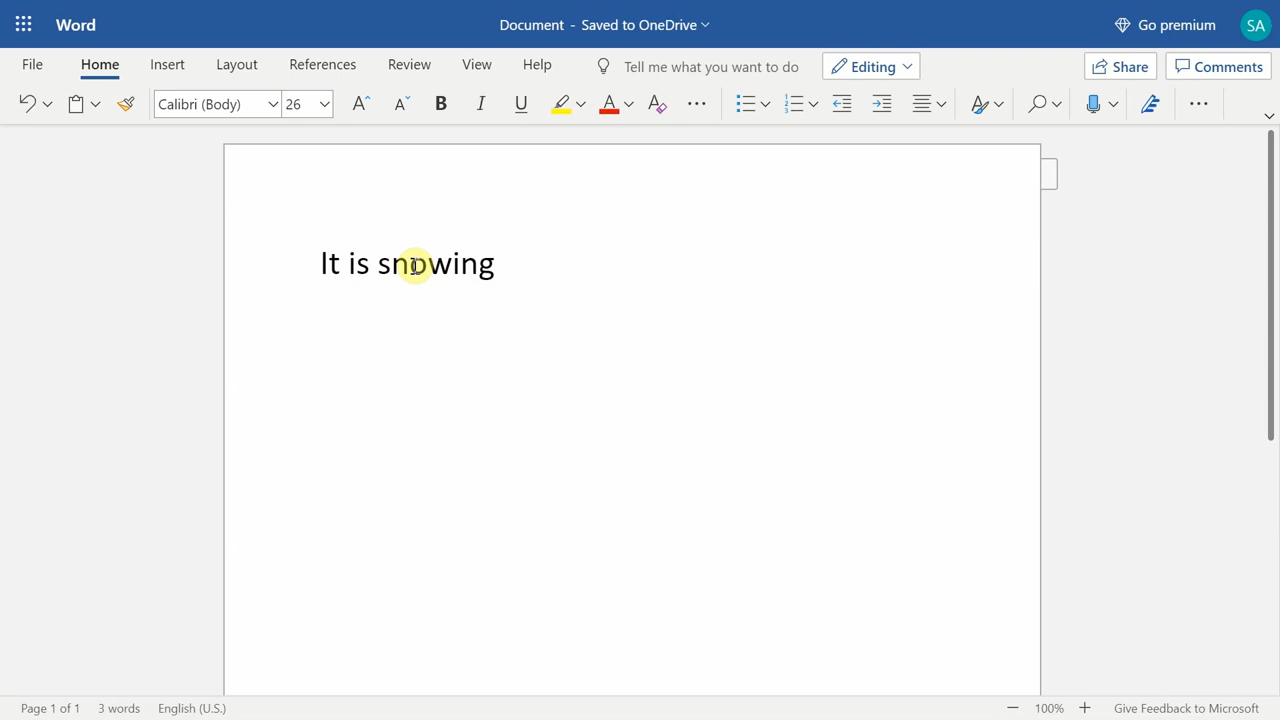 Word
Document - Saved to OneDrive
Go premium
SA
File Home Insert Layout References Review View Help Tell me what you want to do Editing Share Comments
Calibri (Body) 26
It is snowing
Page 1 of 1 3 words English (U.S.) 100% Give Feedback to Microsoft